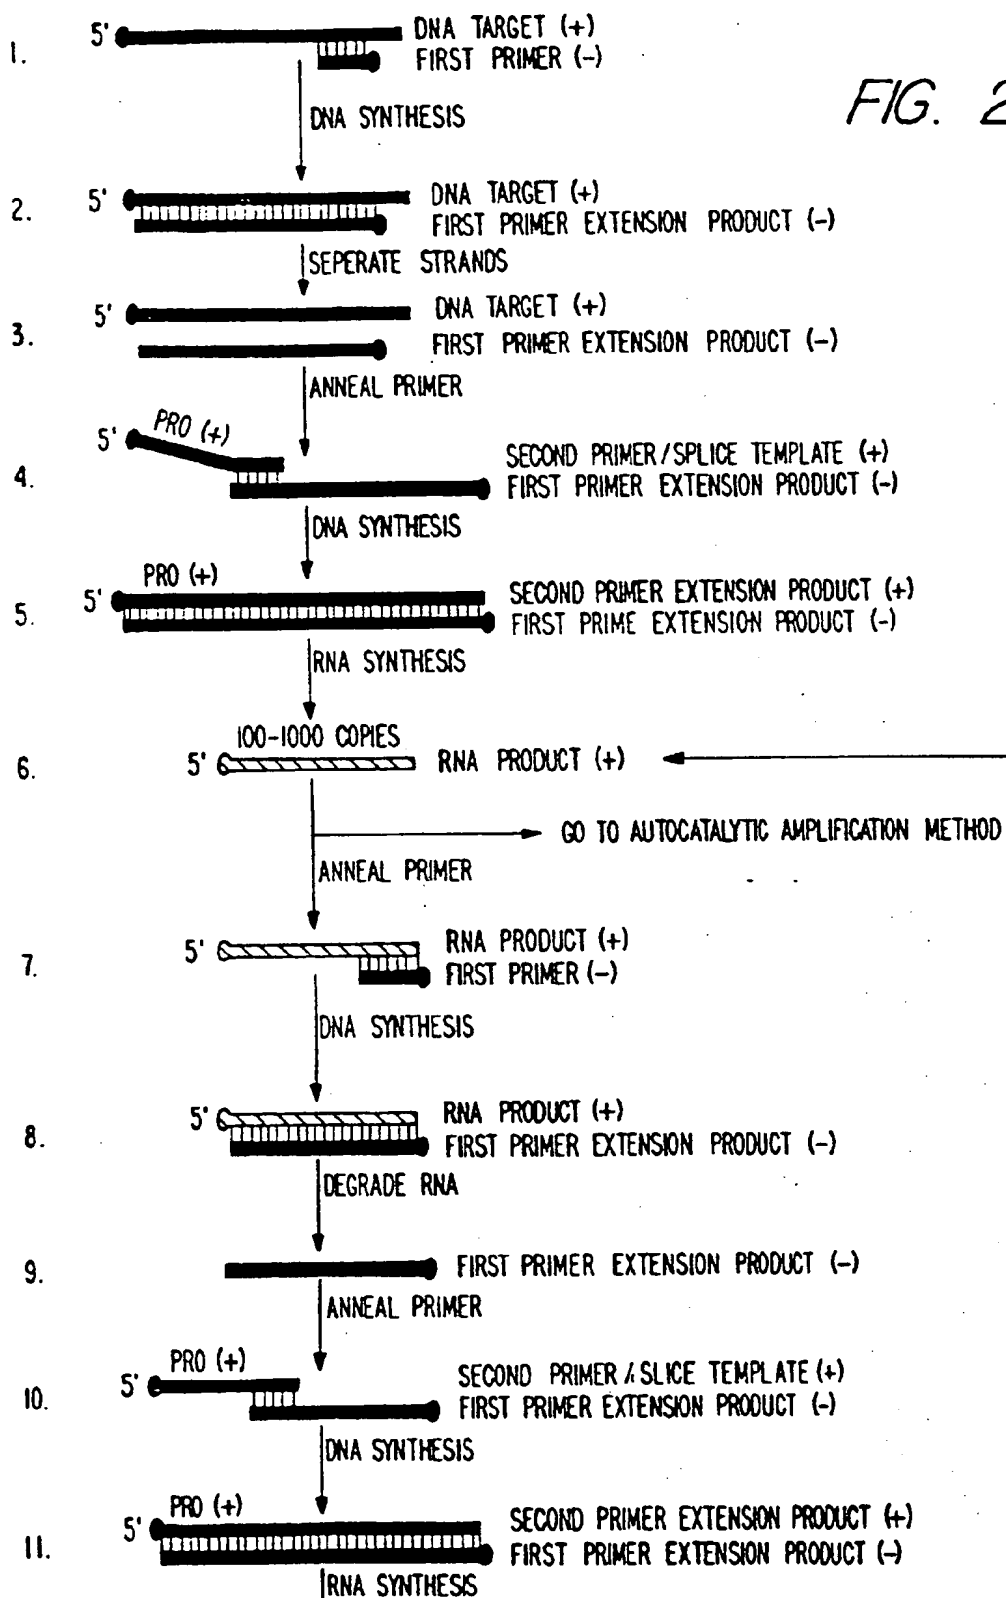 FIG. 2
1.
5'
DNA TARGET (+)
FIRST PRIMER (-)
DNA SYNTHESIS
2.
5'
DNA TARGET (+)
FIRST PRIMER EXTENSION PRODUCT (-)
SEPERATE STRANDS
3.
5'
DNA TARGET (+)
FIRST PRIMER EXTENSION PRODUCT (-)
ANNEAL PRIMER
4.
5'
PRO (+)
SECOND PRIMER/SPLICE TEMPLATE (+)
FIRST PRIMER EXTENSION PRODUCT (-)
DNA SYNTHESIS
5.
PRO (+)
5'
SECOND PRIMER EXTENSION PRODUCT (+)
FIRST PRIME EXTENSION PRODUCT (-)
RNA SYNTHESIS
100-1000 COPIES
6.
5'
RNA PRODUCT (+)
GO TO AUTOCATALYTIC AMPLIFICATION METHOD
ANNEAL PRIMER
7.
5'
RNA PRODUCT (+)
FIRST PRIMER (-)
DNA SYNTHESIS
8.
5'
RNA PRODUCT (+)
FIRST PRIMER EXTENSION PRODUCT (-)
DEGRADE RNA
9.
FIRST PRIMER EXTENSION PRODUCT (-)
ANNEAL PRIMER
10.
PRO (+)
5'
SECOND PRIMER / SLICE TEMPLATE (+)
FIRST PRIMER EXTENSION PRODUCT (-)
DNA SYNTHESIS
11.
PRO (+)
5'
SECOND PRIMER EXTENSION PRODUCT (+)
FIRST PRIMER EXTENSION PRODUCT (-)
RNA SYNTHESIS